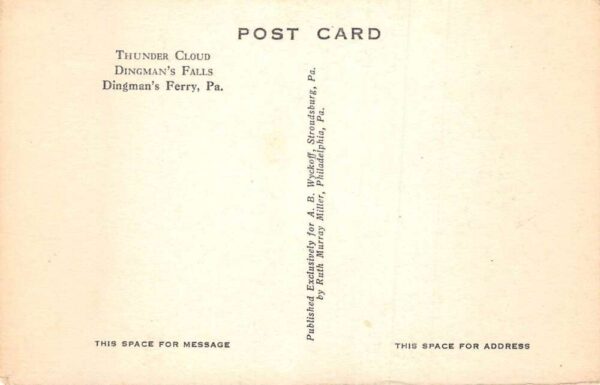 POST CARD
THUNDER CLOUD
DINGMAN'S FALLS
Dingman's Ferry, Pa.
Published Exclusively for A. B. Wyckoff, Stroudsburg, Pa.
by Ruth Murray Miller, Philadelphia, Pa.
THIS SPACE FOR MESSAGE
THIS SPACE FOR ADDRESS